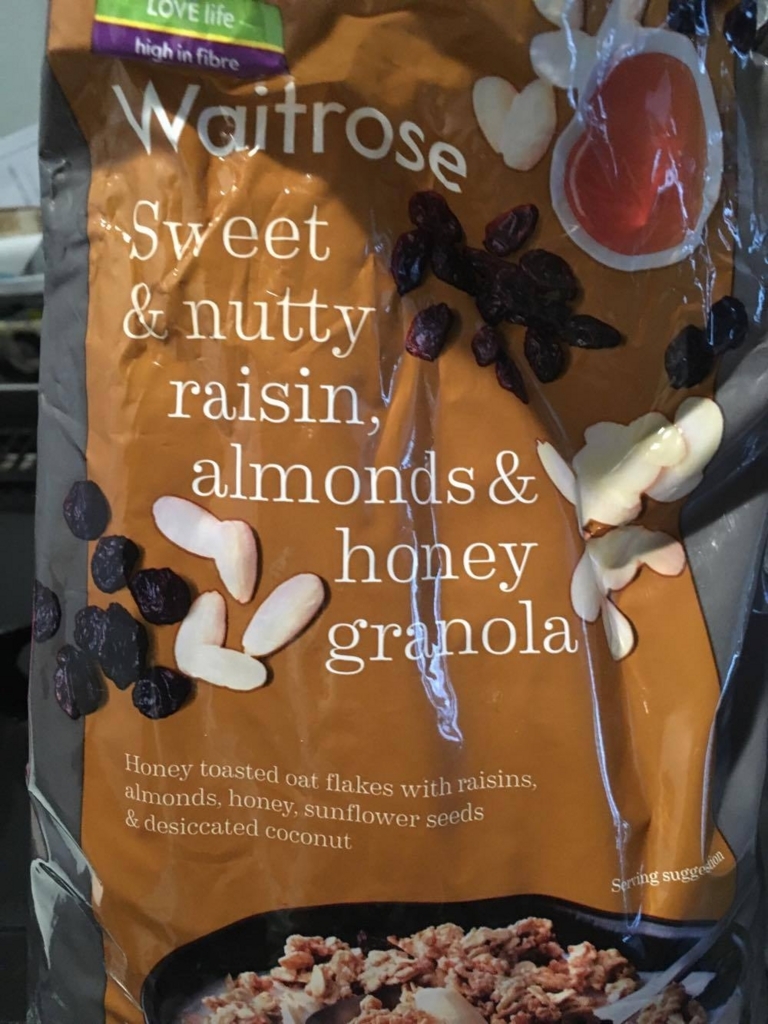 LOVE life
high in fibre
Waitrose
Sweet
& nutty
raisin,
almonds &
honey
granola
Honey toasted oat flakes with raisins,
almonds, honey, sunflower seeds
& desiccated coconut
Serving suggestion